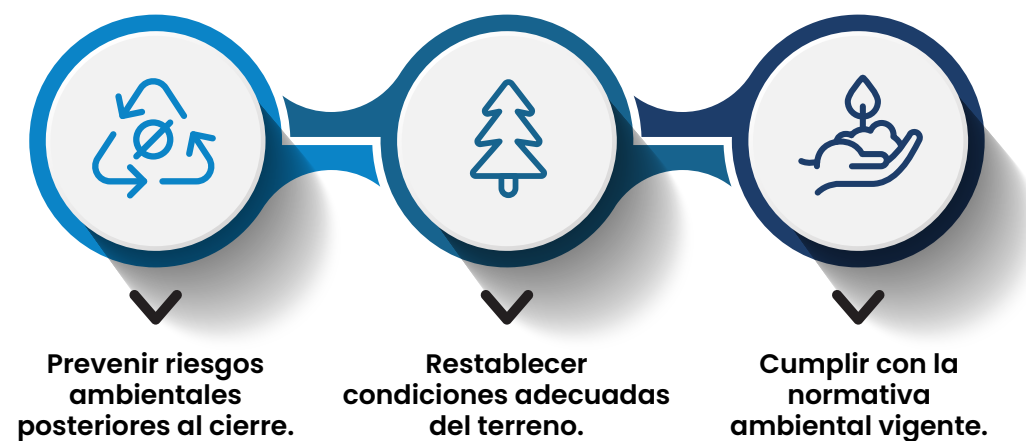 Prevenir riesgos
ambientales
posteriores al cierre.
Restablecer
condiciones adecuadas
del terreno.
Cumplir con la
normativa
ambiental vigente.